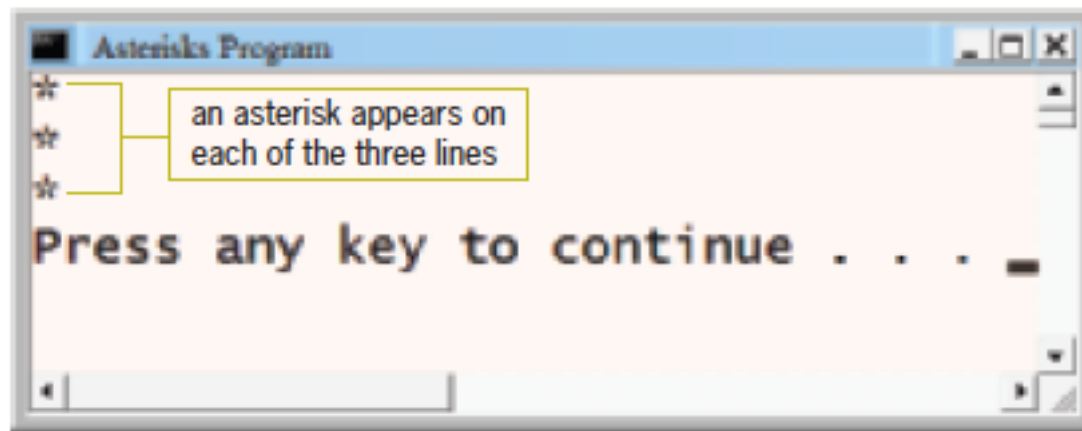 Asterisks Program
*
an asterisk appears on
each of the three lines
*
*
Press any key to continue . . . _